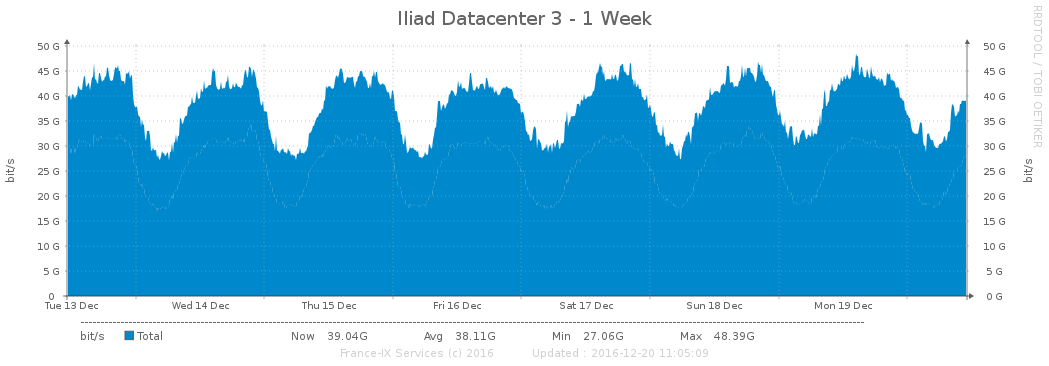 Iliad Datacenter 3 - 1 Week
RRDTOOL / TOBI OETIKER
bit/s
50 G 50 G
45 G 45 G
40 G 40 G
35 G 35 G
30 G 30 G
25 G 25 G
20 G 20 G
15 G 15 G
10 G 10 G
5 G 5 G
0 0 G
bit/s
Tue 13 Dec Wed 14 Dec Thu 15 Dec Fri 16 Dec Sat 17 Dec Sun 18 Dec Mon 19 Dec
bit/s Total Now 39.04G Avg 38.11G Min 27.06G Max 48.39G
France-IX Services (c) 2016 Updated : 2016-12-20 11:05:09